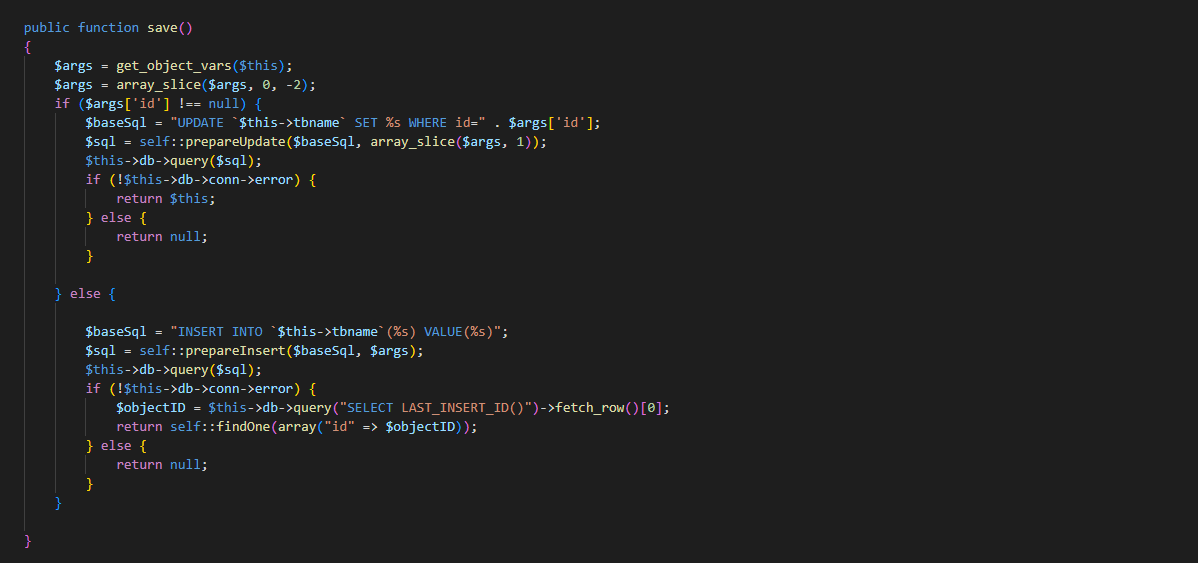 public function save()
{
    $args = get_object_vars($this);
    $args = array_slice($args, 0, -2);
    if ($args['id'] !== null) {
        $baseSql = "UPDATE `$this->tbname` SET %s WHERE id=" . $args['id'];
        $sql = self::prepareUpdate($baseSql, array_slice($args, 1));
        $this->db->query($sql);
        if (!$this->db->conn->error) {
            return $this;
        } else {
            return null;
        }
    } else {
        $baseSql = "INSERT INTO `$this->tbname`(%s) VALUE(%s)";
        $sql = self::prepareInsert($baseSql, $args);
        $this->db->query($sql);
        if (!$this->db->conn->error) {
            $objectID = $this->db->query("SELECT LAST_INSERT_ID()")->fetch_row()[0];
            return self::findOne(array("id" => $objectID));
        } else {
            return null;
        }
    }
}